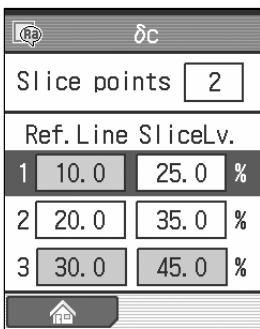 Ra δc
Slice points 2
Ref.Line SliceLv.
1 10.0 25.0 %
2 20.0 35.0 %
3 30.0 45.0 %